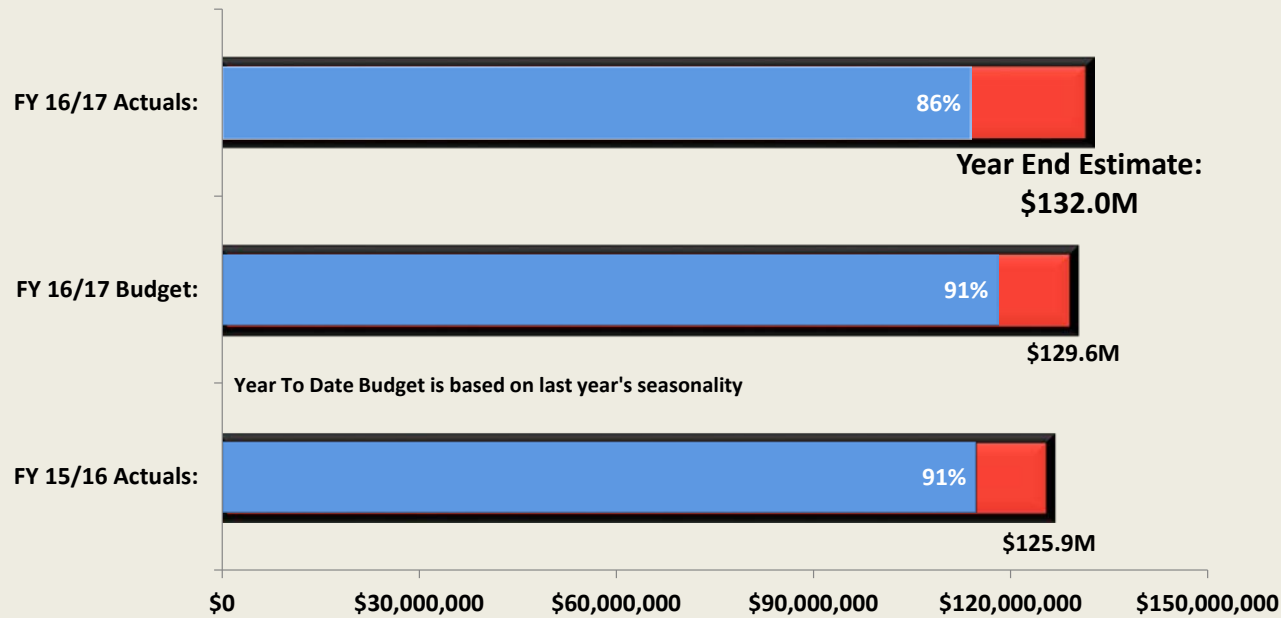 FY 16/17 Actuals:
86%
Year End Estimate:
$132.0M
FY 16/17 Budget:
91%
$129.6M
Year To Date Budget is based on last year's seasonality
FY 15/16 Actuals:
91%
$125.9M
$0 $30,000,000 $60,000,000 $90,000,000 $120,000,000 $150,000,000